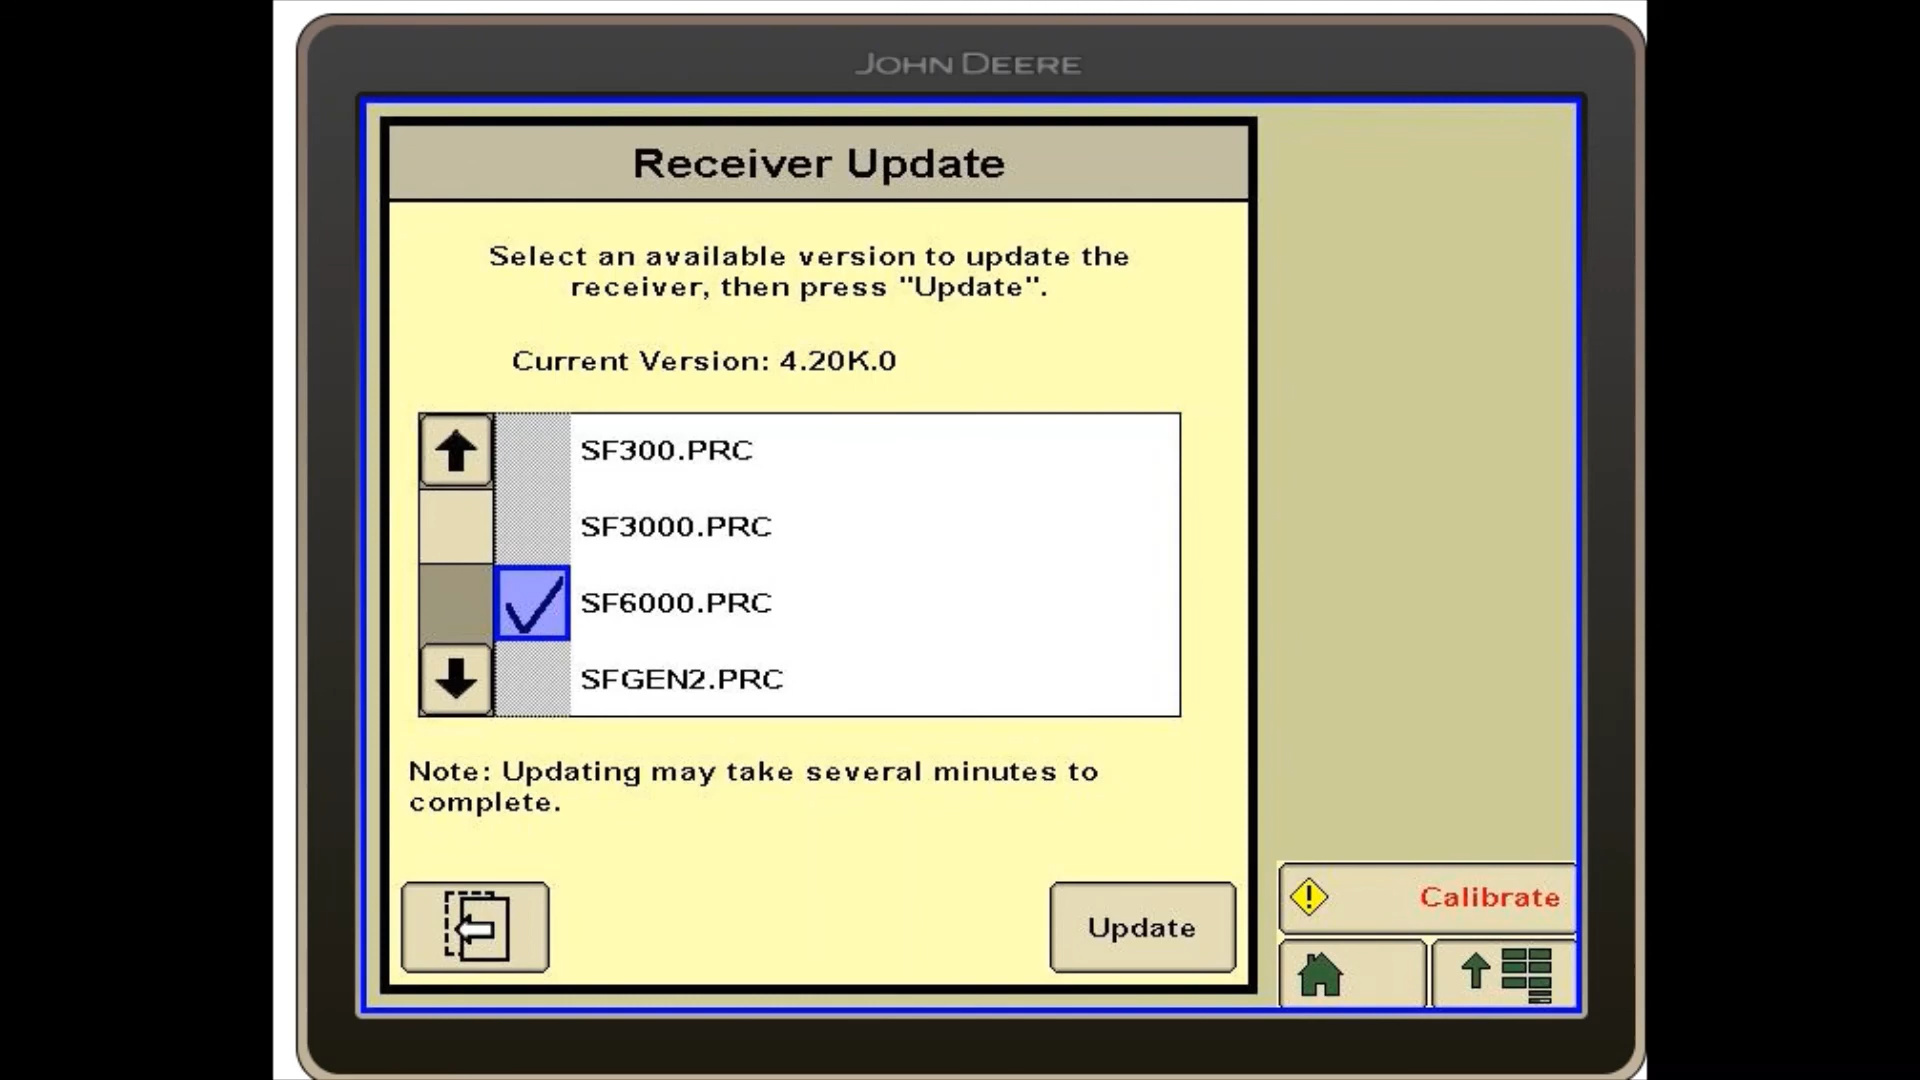 JOHN DEERE
Receiver Update
Select an available version to update the
receiver, then press "Update".
Current Version: 4.20K.0
SF300.PRC
SF3000.PRC
SF6000.PRC
SFGEN2.PRC
Note: Updating may take several minutes to
complete.
Update
Calibrate